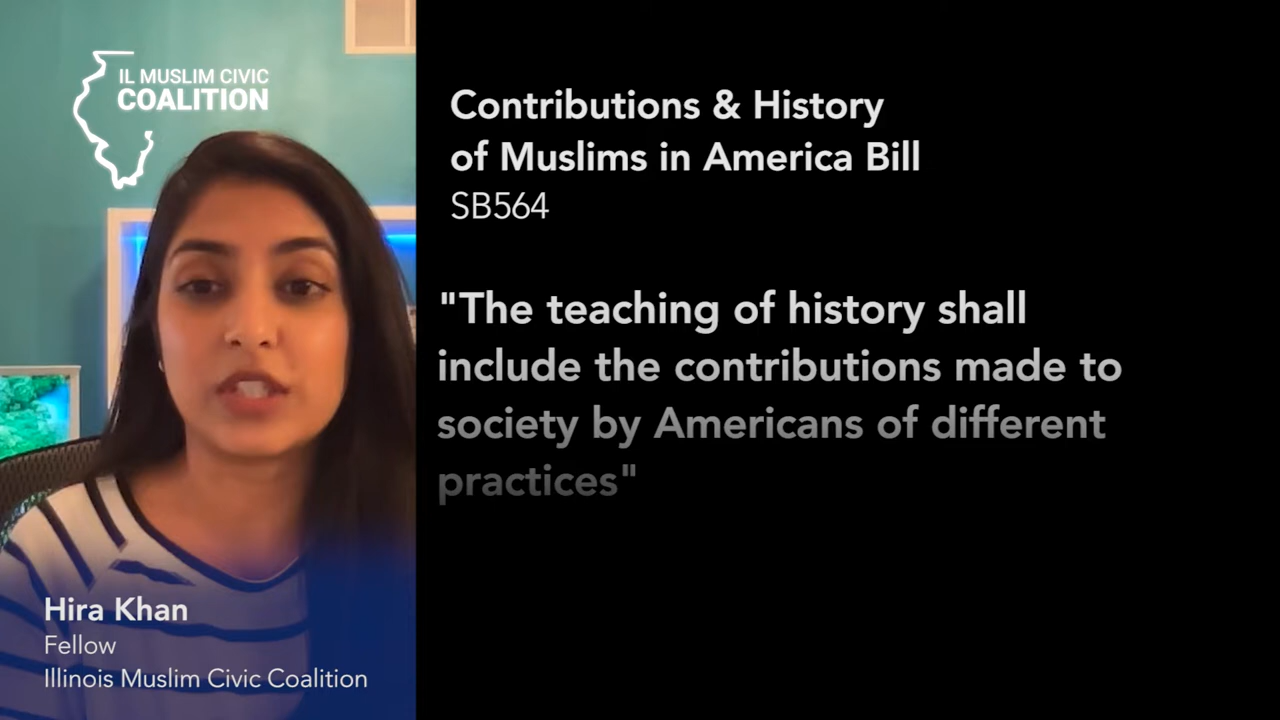 IL MUSLIM CIVIC
COALITION
Contributions & History
of Muslims in America Bill
SB564
"The teaching of history shall
include the contributions made to
society by Americans of different
practices"
Hira Khan
Fellow
Illinois Muslim Civic Coalition